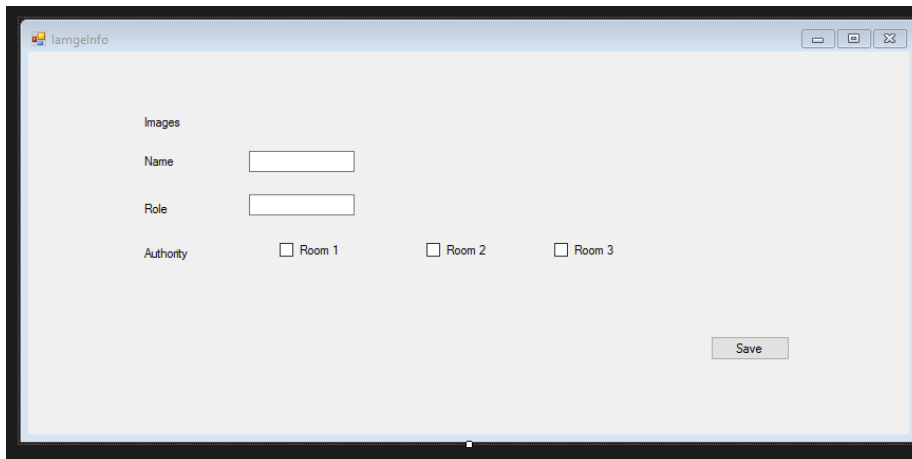 IamgeInfo
Images
Name
Role
Authority Room 1 Room 2 Room 3
Save